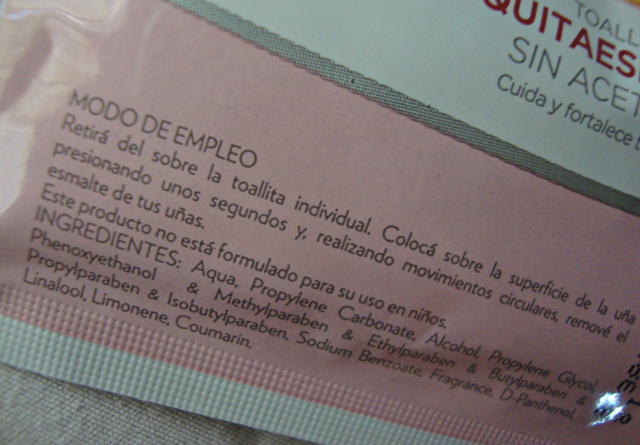 TOALL
QUITAES
SIN ACET
Cuida y fortalece t
MODO DE EMPLEO
Retirá del sobre la toallita individual. Colocá sobre la superficie de la uña
presionando unos segundos y, realizando movimientos circulares, remové el
esmalte de tus uñas.
Este producto no está formulado para su uso en niños.
INGREDIENTES: Aqua, Propylene Carbonate, Alcohol, Propylene Glycol,
Phenoxyethanol & Methylparaben & Ethylparaben & Butylparaben &
Propylparaben & Isobutylparaben, Sodium Benzoate, Fragrance, D-Panthenol,
Linalool, Limonene, Coumarin.